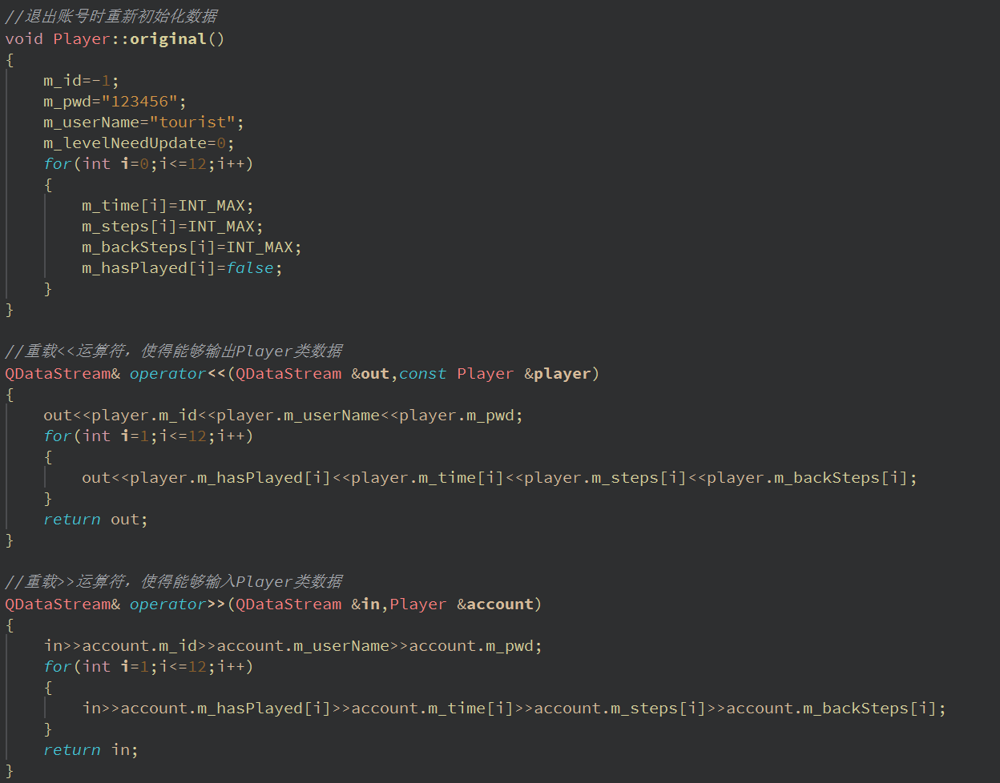 //退出账号时重新初始化数据
void Player::original()
{
    m_id=-1;
    m_pwd="123456";
    m_userName="tourist";
    m_levelNeedUpdate=0;
    for(int i=0;i<=12;i++)
    {
        m_time[i]=INT_MAX;
        m_steps[i]=INT_MAX;
        m_backSteps[i]=INT_MAX;
        m_hasPlayed[i]=false;
    }
}

//重载<<运算符，使得能够输出Player类数据
QDataStream& operator<<(QDataStream &out,const Player &player)
{
    out<<player.m_id<<player.m_userName<<player.m_pwd;
    for(int i=1;i<=12;i++)
    {
        out<<player.m_hasPlayed[i]<<player.m_time[i]<<player.m_steps[i]<<player.m_backSteps[i];
    }
    return out;
}

//重载>>运算符，使得能够输入Player类数据
QDataStream& operator>>(QDataStream &in,Player &account)
{
    in>>account.m_id>>account.m_userName>>account.m_pwd;
    for(int i=1;i<=12;i++)
    {
        in>>account.m_hasPlayed[i]>>account.m_time[i]>>account.m_steps[i]>>account.m_backSteps[i];
    }
    return in;
}